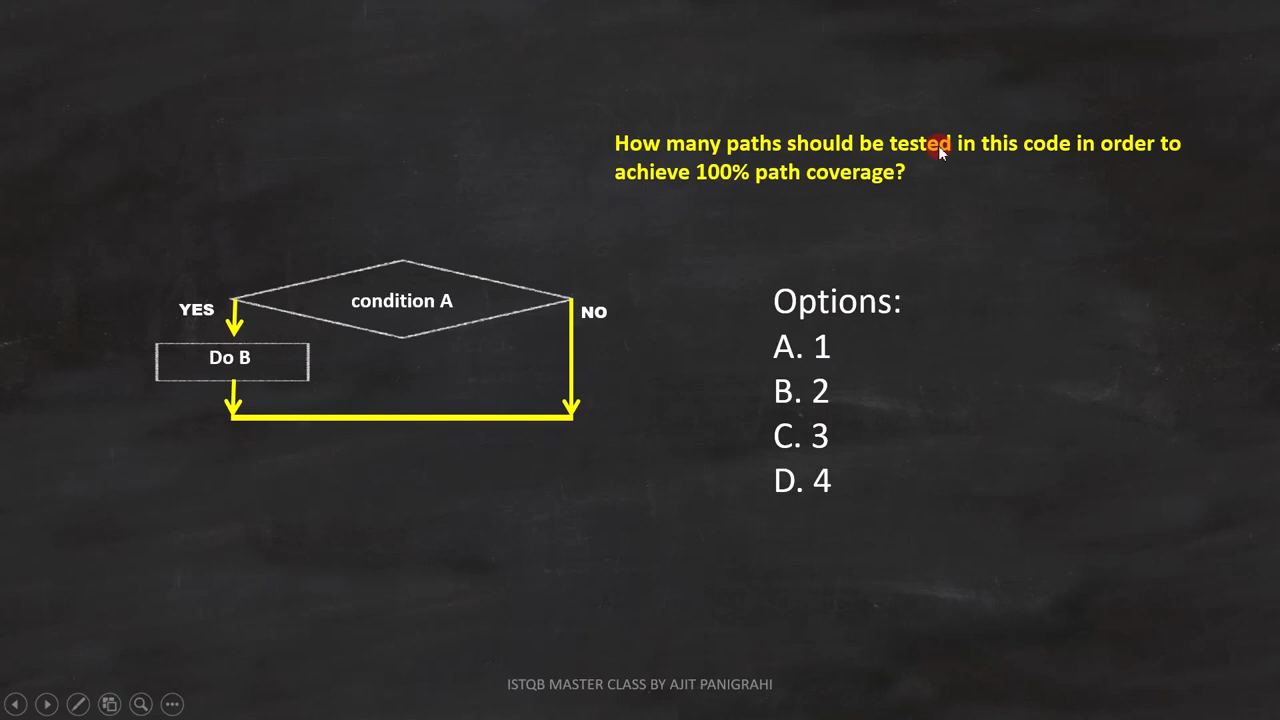 How many paths should be tested in this code in order to
achieve 100% path coverage?
condition A
YES
NO
Do B
Options:
A. 1
B. 2
C. 3
D. 4
ISTQB MASTER CLASS BY AJIT PANIGRAHI